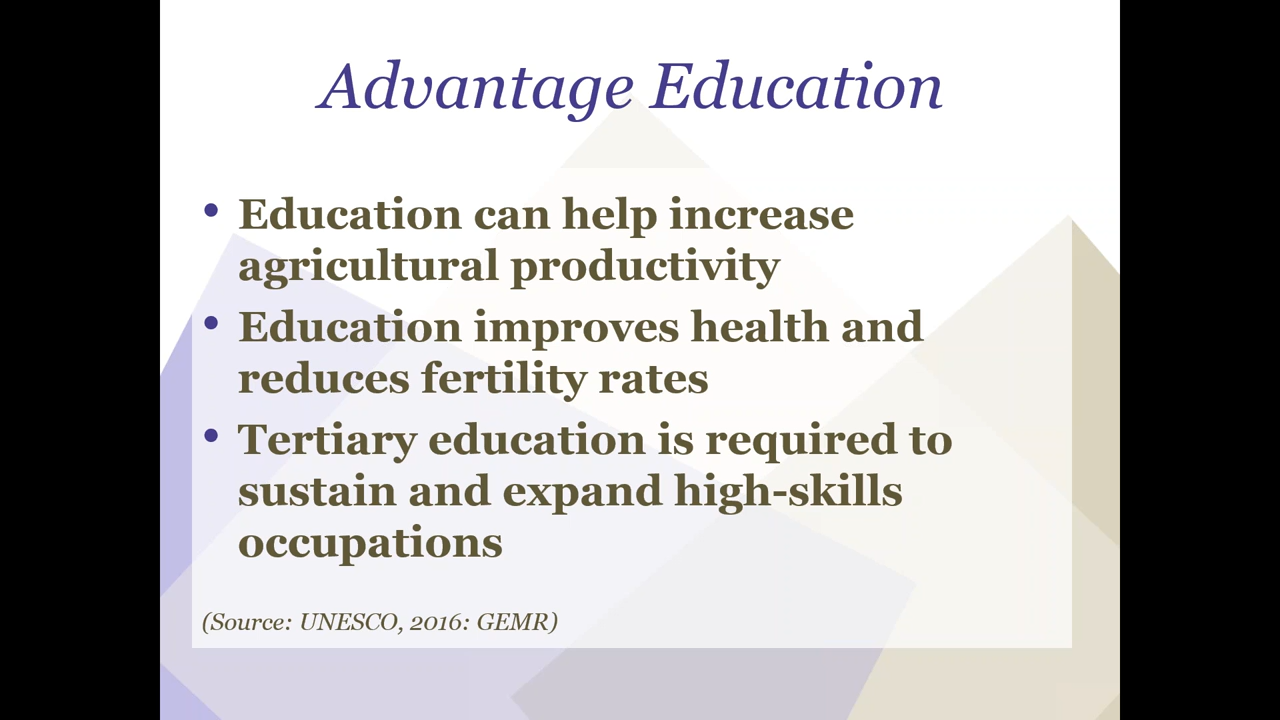 Advantage Education
• Education can help increase
agricultural productivity
• Education improves health and
reduces fertility rates
• Tertiary education is required to
sustain and expand high-skills
occupations
(Source: UNESCO, 2016: GEMR)